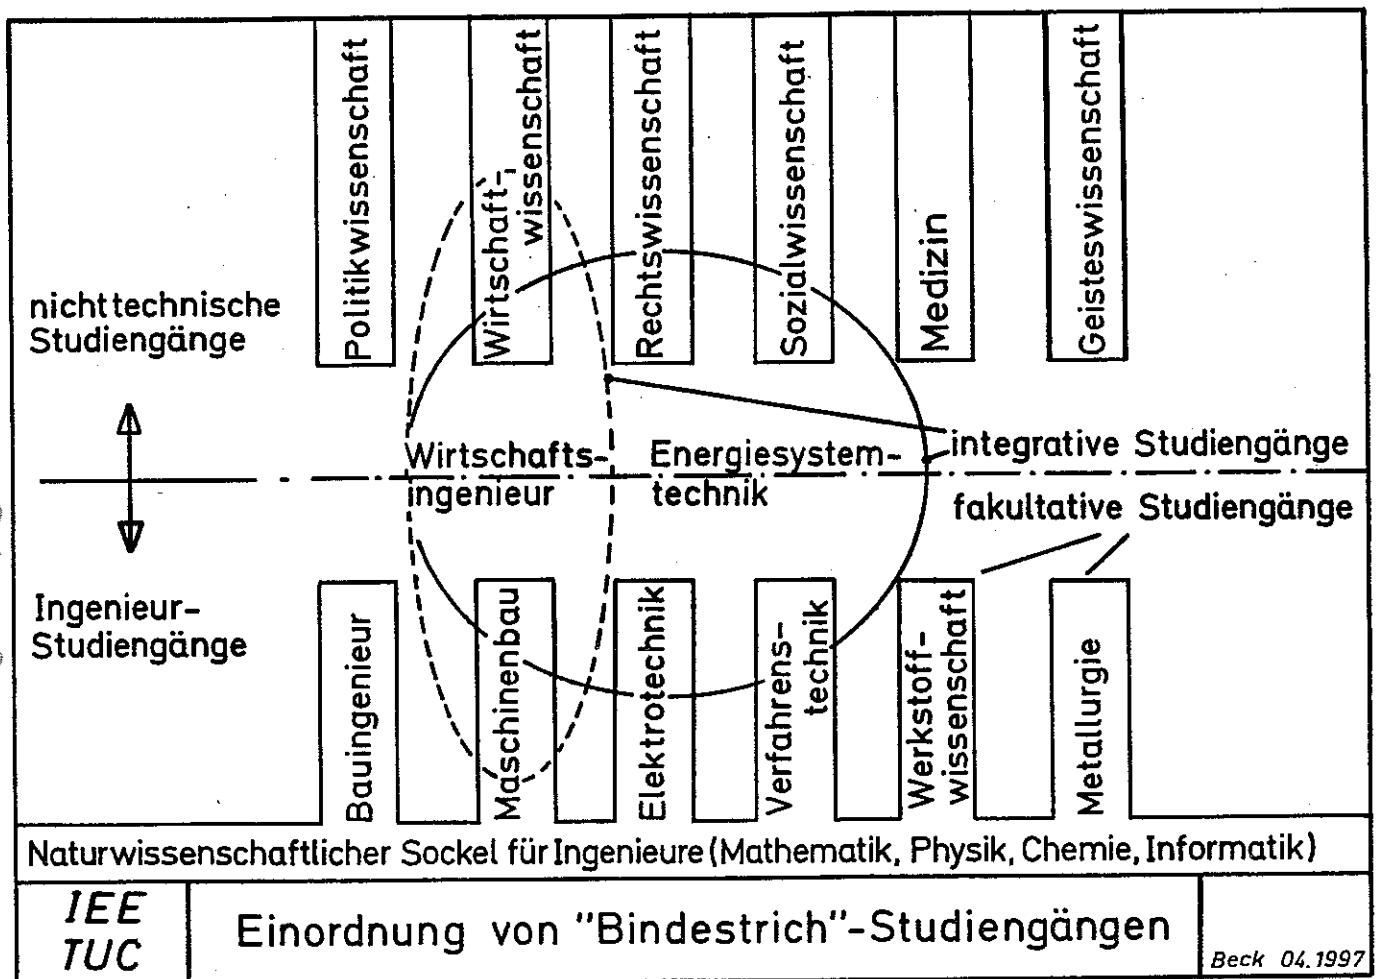 Politikwissenschaft
Wirtschaft-,
wissenschaft
Rechtswissenschaft
Sozialwissenschaft
Medizin
Geisteswissenschaft
nichttechnische
Studiengänge
Wirtschafts-
ingenieur
Energiesystem-
technik
integrative Studiengänge
fakultative Studiengänge
Ingenieur-
Studiengänge
Bauingenieur
Maschinenbau
Elektrotechnik
Verfahrens-
technik
Werkstoff-
wissenschaft
Metallurgie
Naturwissenschaftlicher Sockel für Ingenieure (Mathematik, Physik, Chemie, Informatik)
IEE
TUC
Einordnung von "Bindestrich"-Studiengängen
Beck 04.1997